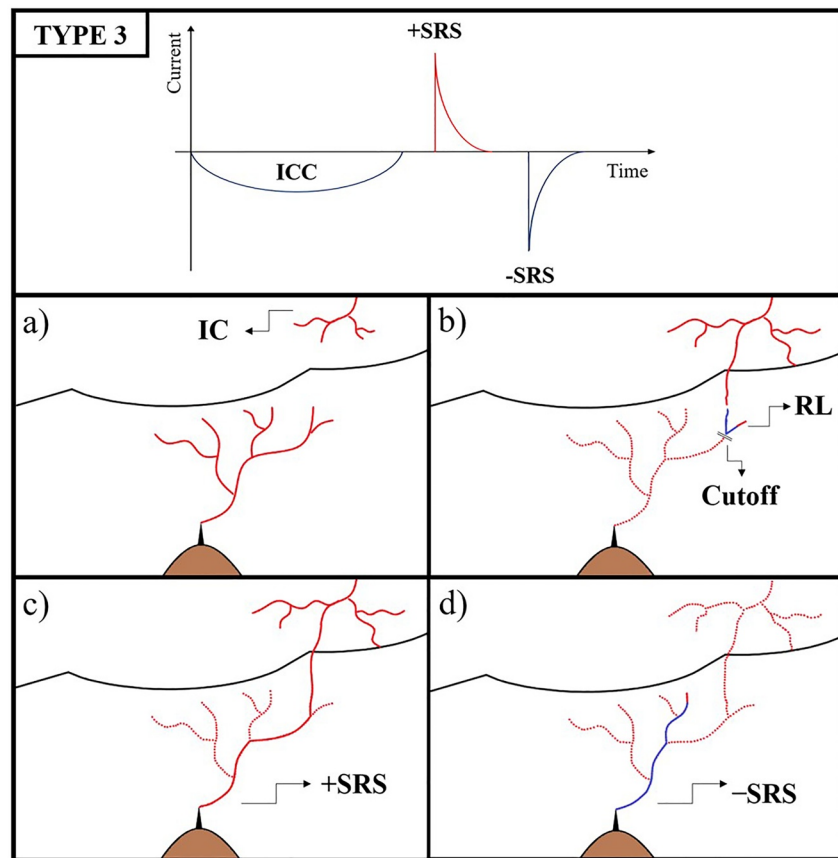 TYPE 3
+SRS
Current
ICC
Time
-SRS
a)
IC
b)
RL
Cutoff
c)
+SRS
d)
–SRS